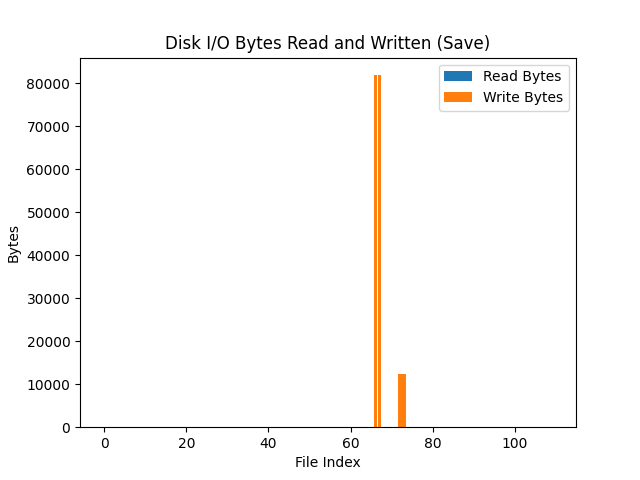 Disk I/O Bytes Read and Written (Save)
Read Bytes
Write Bytes
80000
70000
60000
50000
40000
30000
20000
10000
0
Bytes
0 20 40 60 80 100
File Index